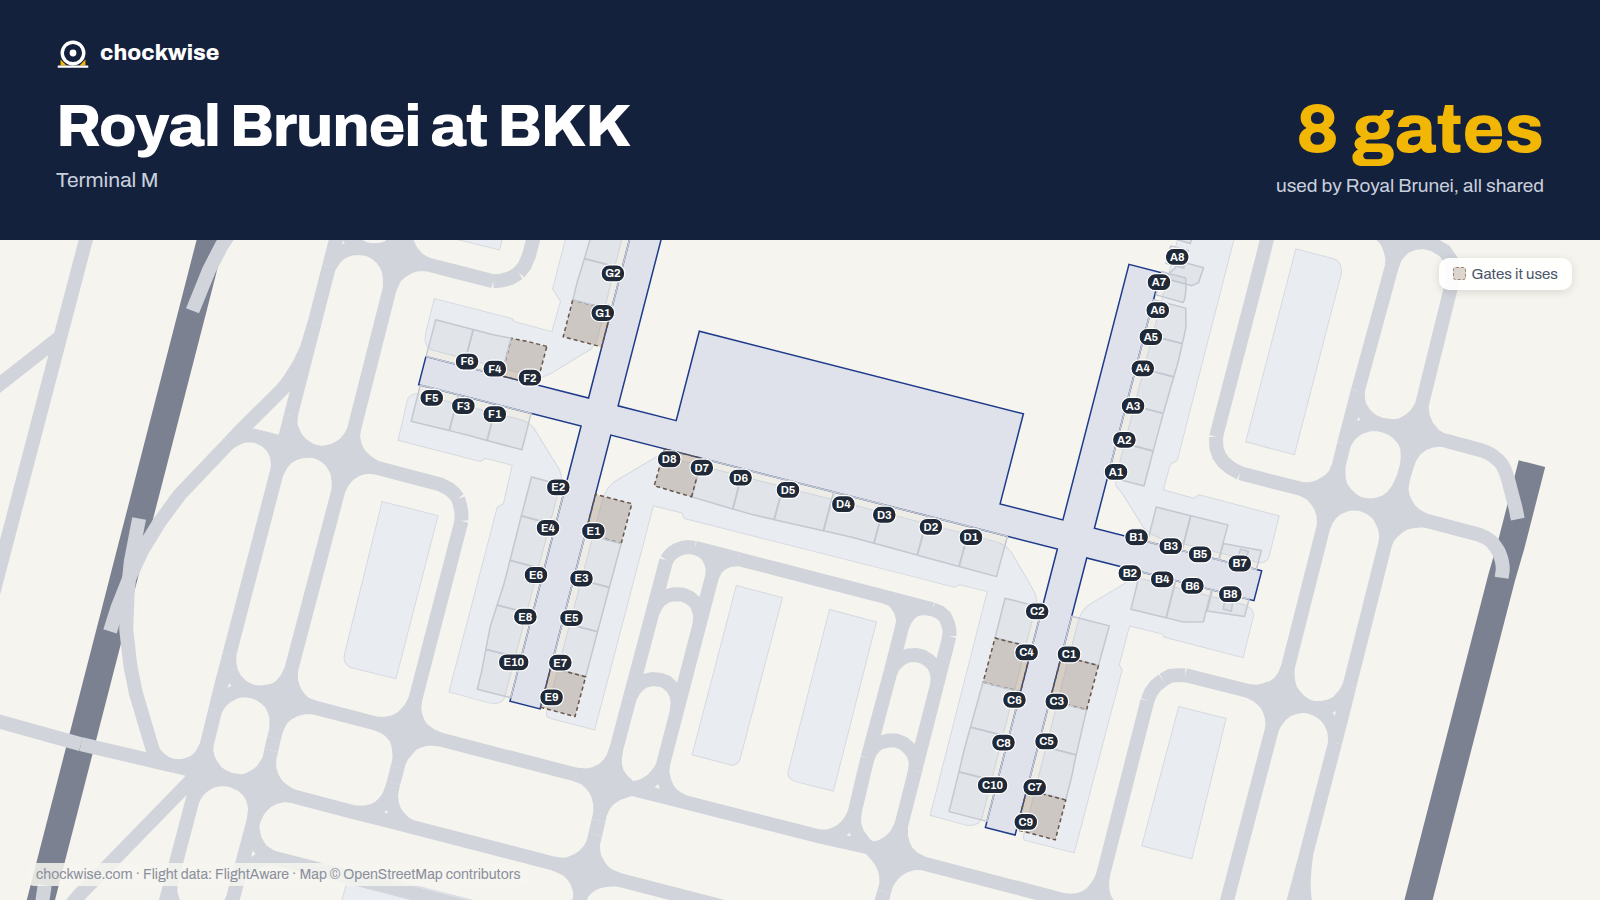 chockwise
Royal Brunei at BKK
Terminal M
8 gates
used by Royal Brunei, all shared
Gates it uses
A8
A7
A6
A5
A4
A3
A2
A1
G2
G1
F6
F4
F2
F5
F3
F1
D8
D7
D6
D5
D4
D3
D2
D1
E2
E4
E1
E6
E3
E8
E5
E10
E7
E9
B1
B3
B5
B7
B2
B4
B6
B8
C2
C4
C1
C6
C3
C8
C5
C10
C7
C9
chockwise.com · Flight data: FlightAware · Map © OpenStreetMap contributors